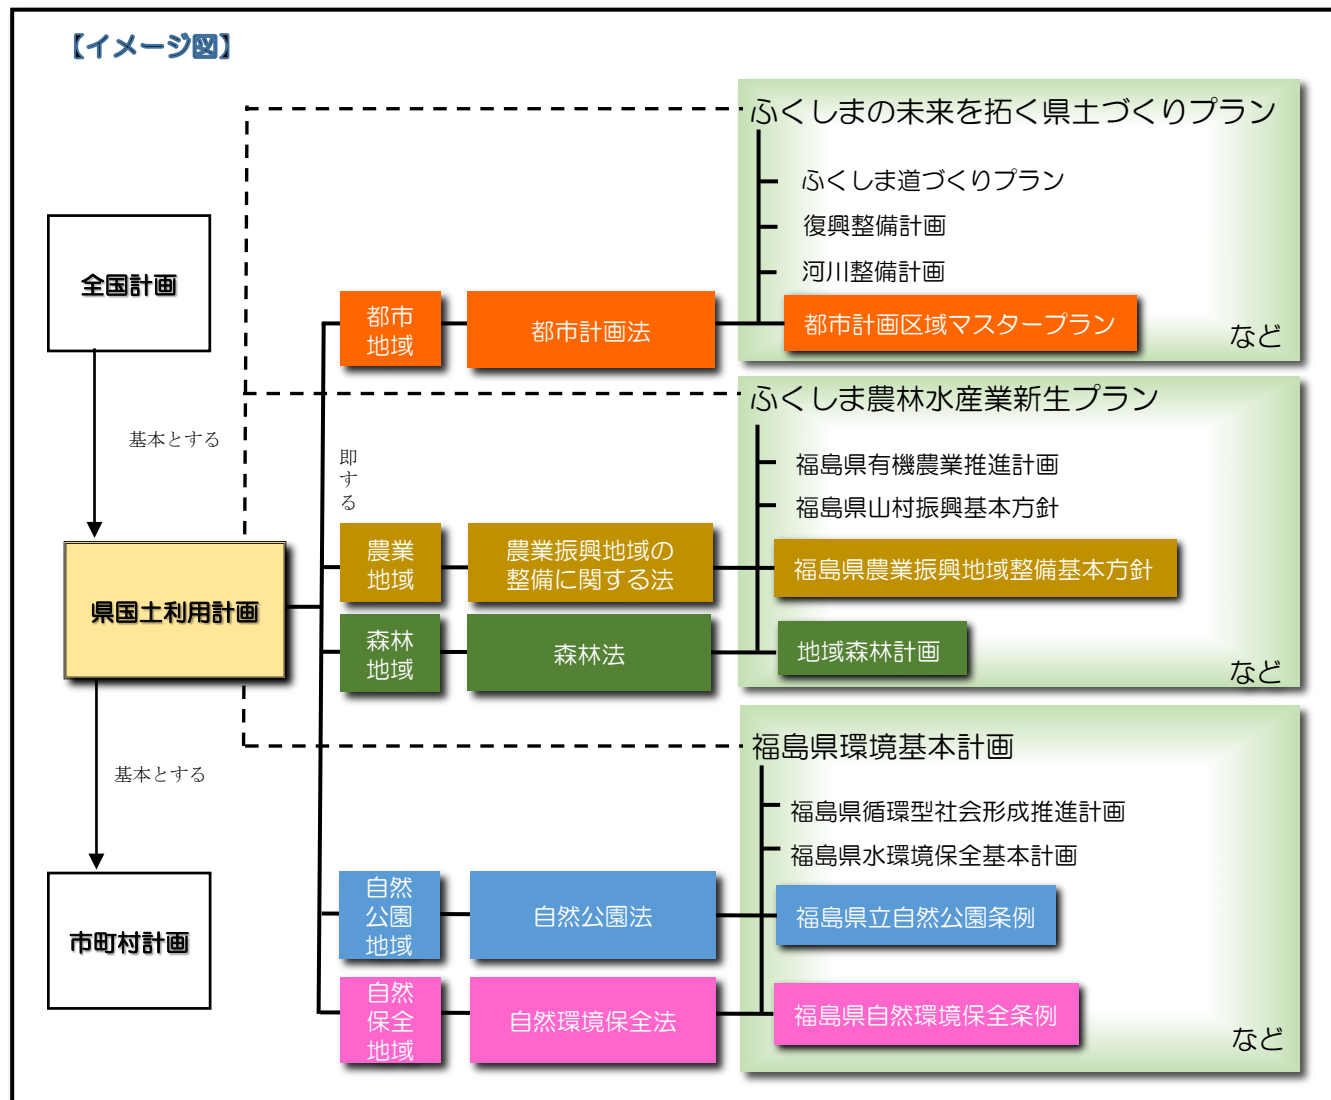 【イメージ図】
ふくしまの未来を拓く県土づくりプラン
ふくしま道づくりプラン
復興整備計画
河川整備計画
都市計画区域マスタープラン
など
全国計画
都市
地域
都市計画法
基本とする
即する
ふくしま農林水産業新生プラン
福島県有機農業推進計画
福島県山村振興基本方針
農業
地域
農業振興地域の
整備に関する法
福島県農業振興地域整備基本方針
県国土利用計画
森林
地域
森林法
地域森林計画
など
福島県環境基本計画
基本とする
福島県循環型社会形成推進計画
福島県水環境保全基本計画
自然
公園
地域
自然公園法
福島県立自然公園条例
市町村計画
自然
保全
地域
自然環境保全法
福島県自然環境保全条例
など